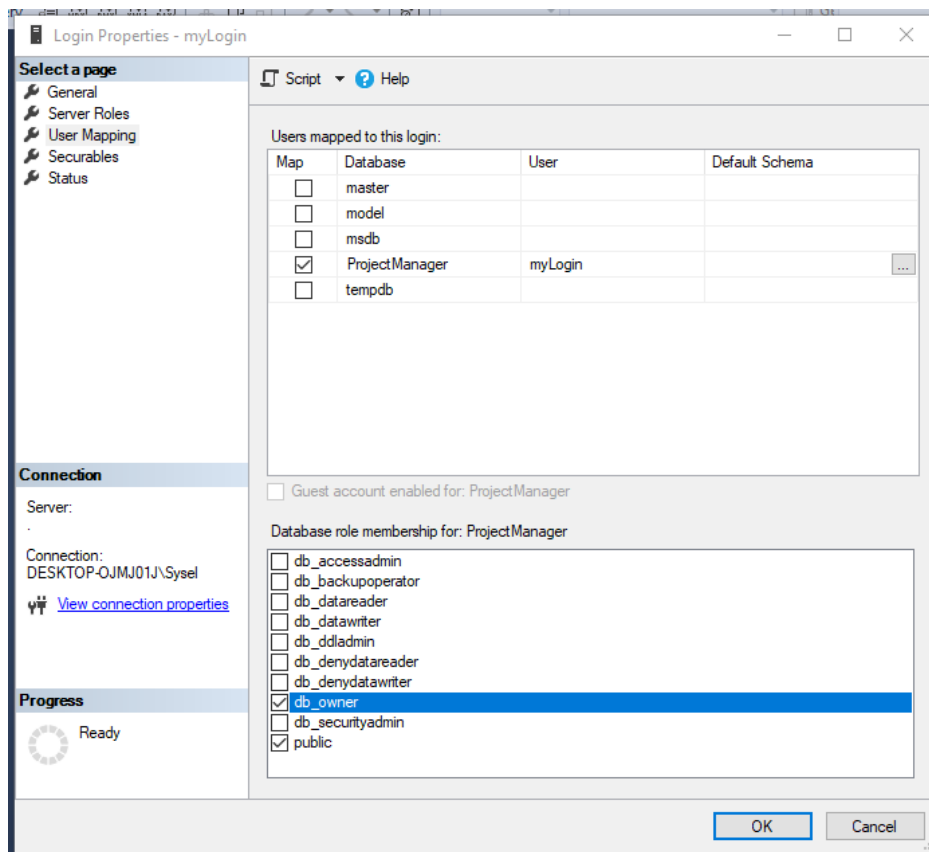 Login Properties - myLogin
Select a page
General
Server Roles
User Mapping
Securables
Status
Script
Help
Users mapped to this login:
Map Database User Default Schema
master
model
msdb
ProjectManager myLogin ...
tempdb
Guest account enabled for: ProjectManager
Database role membership for: ProjectManager
db_accessadmin
db_backupoperator
db_datareader
db_datawriter
db_ddladmin
db_denydatareader
db_denydatawriter
db_owner
db_securityadmin
public
Connection
Server:
.
Connection:
DESKTOP-OJMJ01J\Sysel
View connection properties
Progress
Ready
OK Cancel